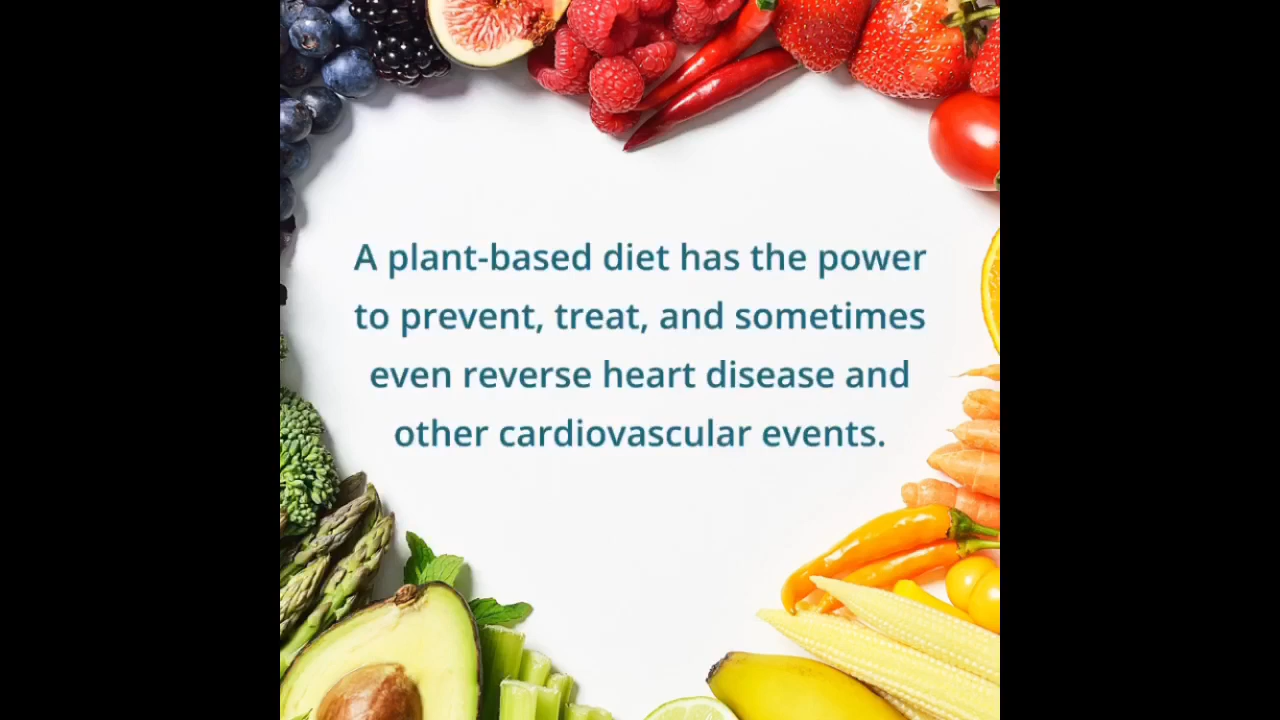 A plant-based diet has the power
to prevent, treat, and sometimes
even reverse heart disease and
other cardiovascular events.